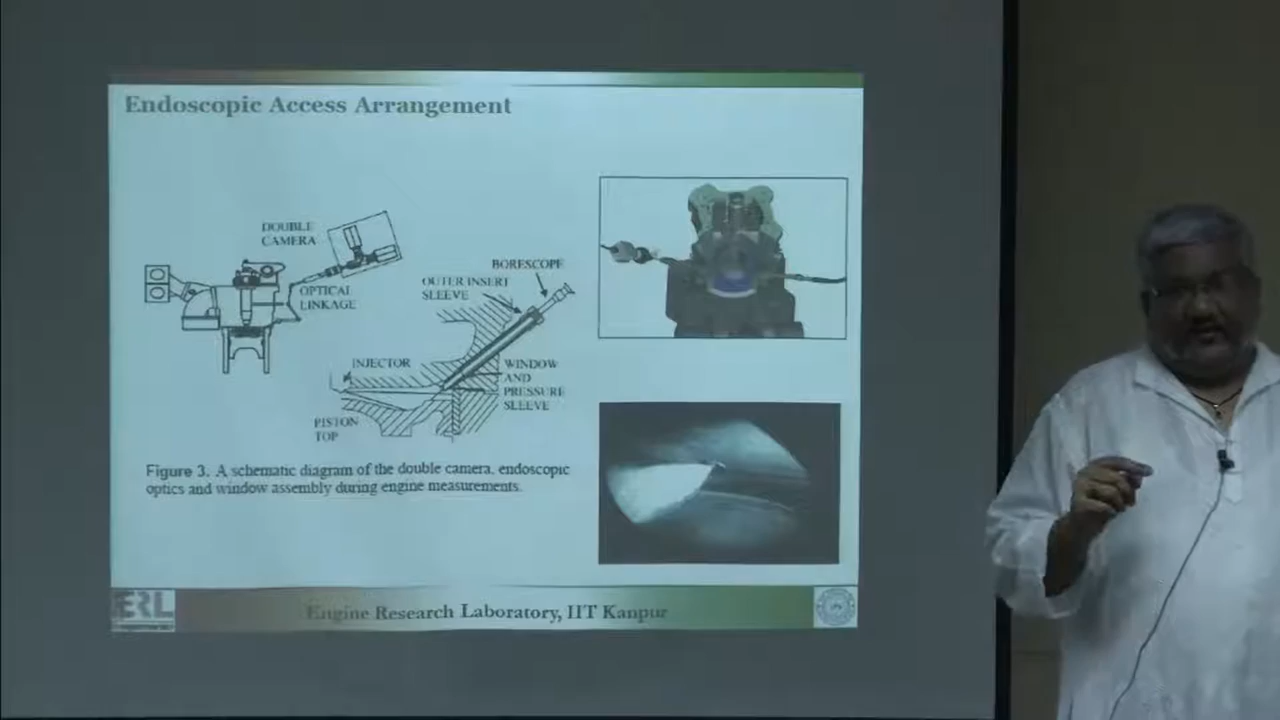 Endoscopic Access Arrangement
DOUBLE
CAMERA
OPTICAL
LINKAGE
BORESCOPE
OUTER INSERT
SLEEVE
INJECTOR
WINDOW
AND
PRESSURE
SLEEVE
PISTON
TOP
Figure 3. A schematic diagram of the double camera, endoscopic
optics and window assembly during engine measurements.
ERL
Engine Research Laboratory, IIT Kanpur